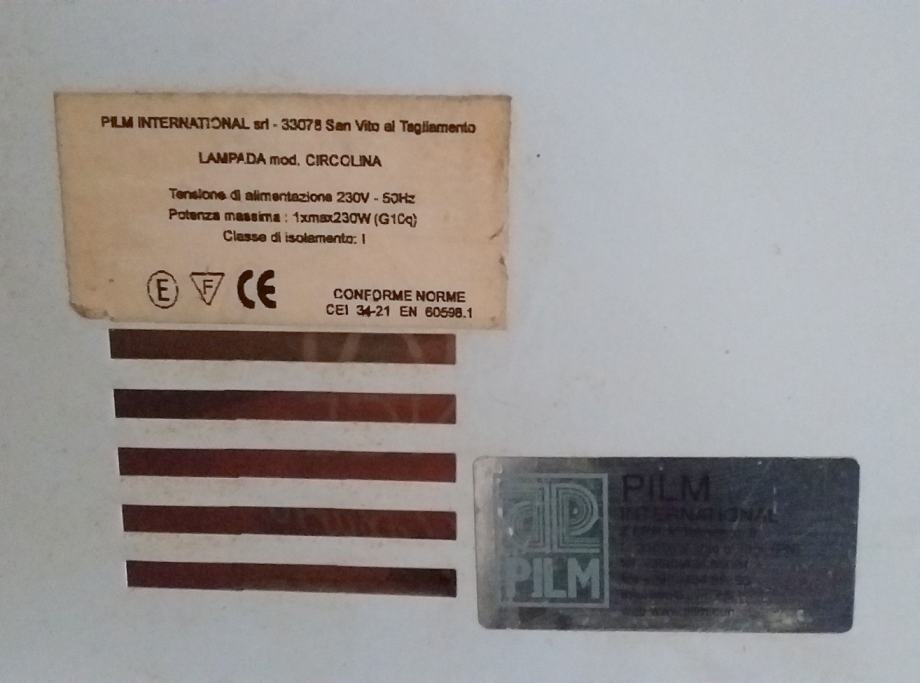 PILM INTERNATIONAL srl - 33078 San Vito al Tagliamento
LAMPADA mod. CIRCOLINA
Tensione di alimentazione 230V - 50Hz
Potenza massima : 1xmax230W (G10q)
Classe di isolamento: I
E F CE
CONFORME NORME
CEI 34-21 EN 60598.1
PILM
INTERNATIONAL
PILM